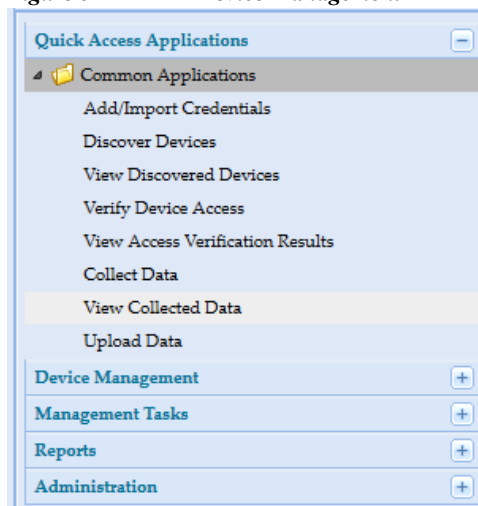 Quick Access Applications
Common Applications
Add/Import Credentials
Discover Devices
View Discovered Devices
Verify Device Access
View Access Verification Results
Collect Data
View Collected Data
Upload Data
Device Management
Management Tasks
Reports
Administration